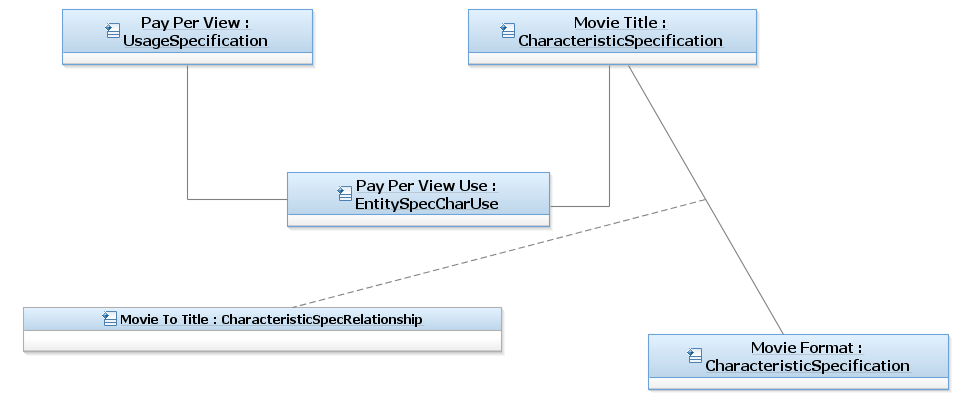 Pay Per View :
UsageSpecification
Movie Title :
CharacteristicSpecification
Pay Per View Use :
EntitySpecCharUse
Movie To Title : CharacteristicSpecRelationship
Movie Format :
CharacteristicSpecification